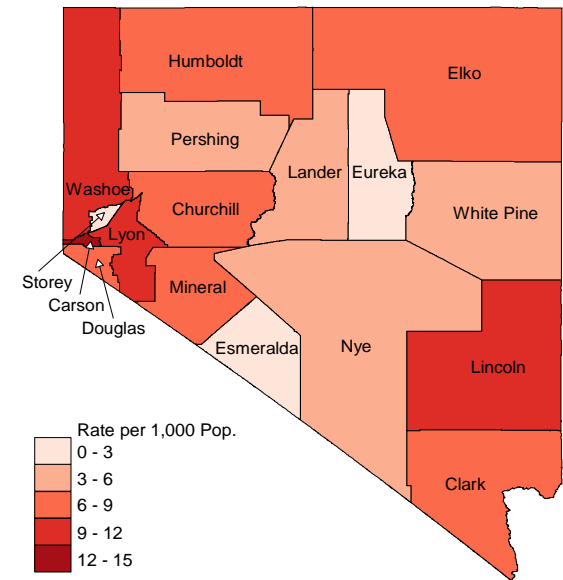 Humboldt
Elko
Pershing
Lander
Eureka
Washoe
Churchill
White Pine
Lyon
Storey
Carson
Douglas
Mineral
Esmeralda
Nye
Lincoln
Clark
Rate per 1,000 Pop.
0 - 3
3 - 6
6 - 9
9 - 12
12 - 15